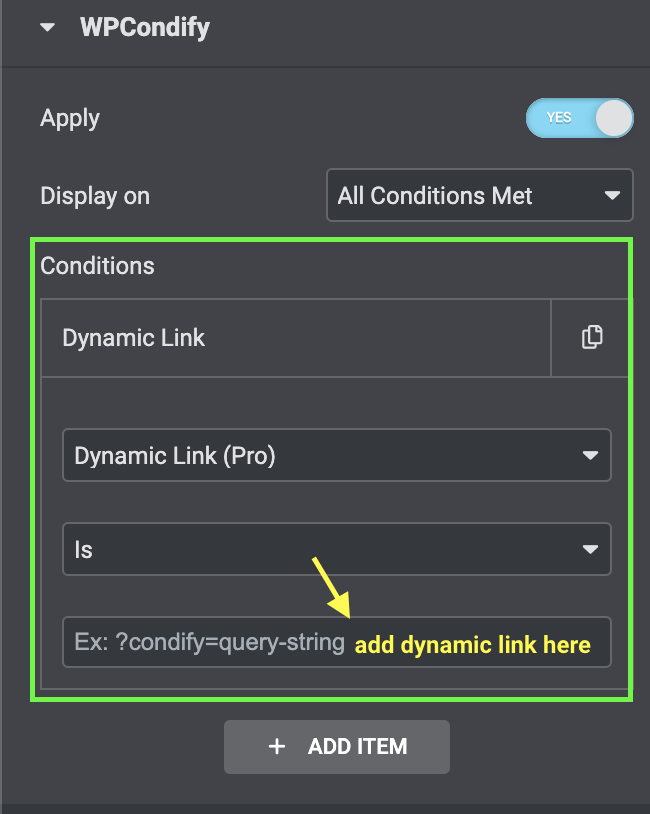 WPCondify
Apply
YES
Display on
All Conditions Met
Conditions
Dynamic Link
Dynamic Link (Pro)
Is
Ex: ?condify=query-string add dynamic link here
+ ADD ITEM